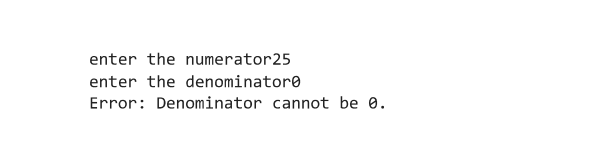 enter the numerator25
enter the denominator0
Error: Denominator cannot be 0.